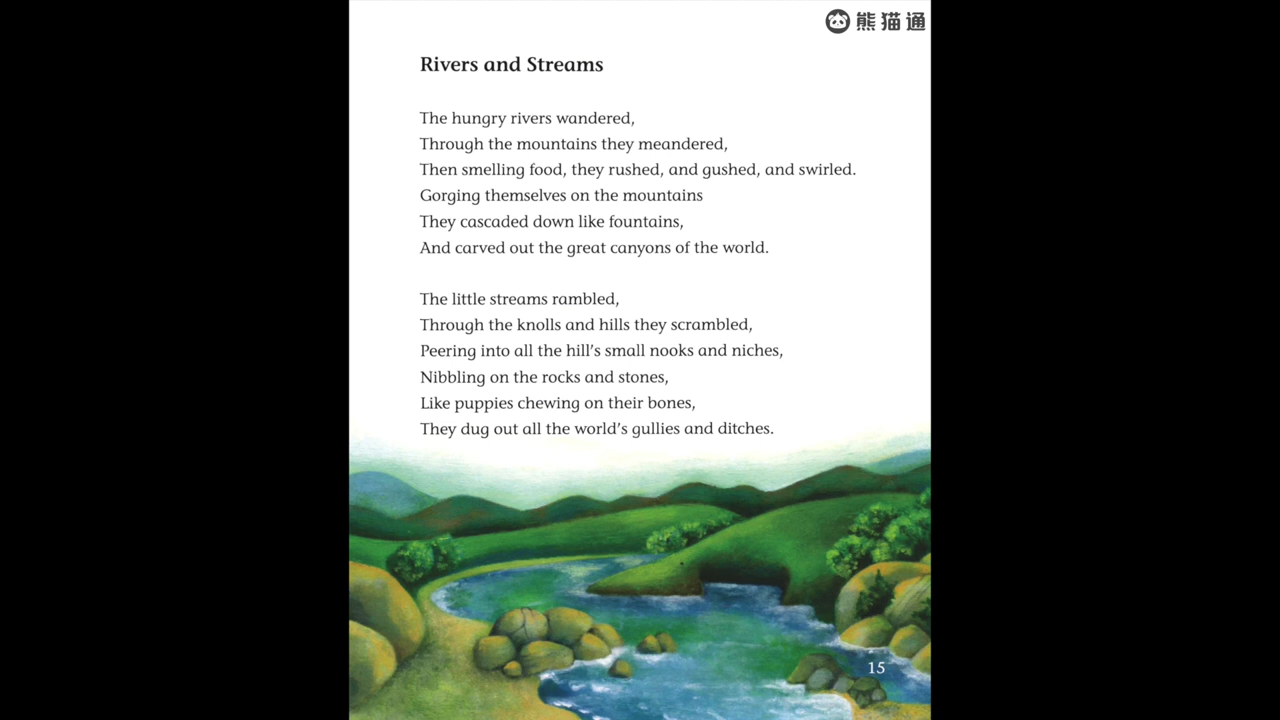 熊猫通
Rivers and Streams
The hungry rivers wandered,
Through the mountains they meandered,
Then smelling food, they rushed, and gushed, and swirled.
Gorging themselves on the mountains
They cascaded down like fountains,
And carved out the great canyons of the world.
The little streams rambled,
Through the knolls and hills they scrambled,
Peering into all the hill's small nooks and niches,
Nibbling on the rocks and stones,
Like puppies chewing on their bones,
They dug out all the world's gullies and ditches.
15